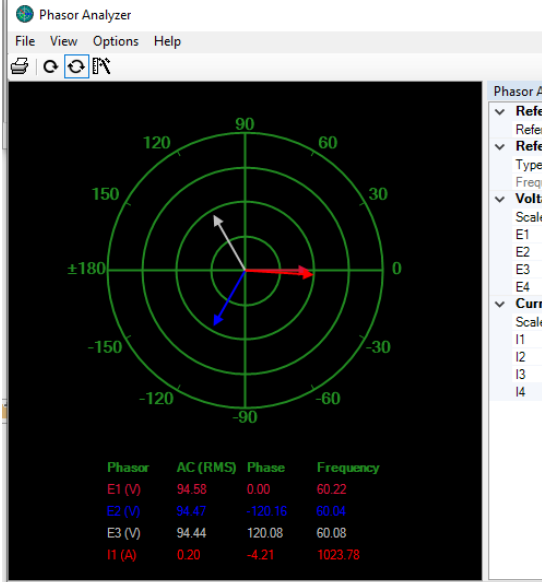 Phasor Analyzer
File View Options Help
90
120 60
150 30
±180 0
-150 -30
-120 -60
-90
Phasor AC (RMS) Phase Frequency
E1 (V) 94.58 0.00 60.22
E2 (V) 94.47 -120.16 60.04
E3 (V) 94.44 120.08 60.08
I1 (A) 0.20 -4.21 1023.78
Phasor A
Refe
Refer
Refe
Type
Frequ
Volta
Scale
E1
E2
E3
E4
Curr
Scale
I1
I2
I3
I4